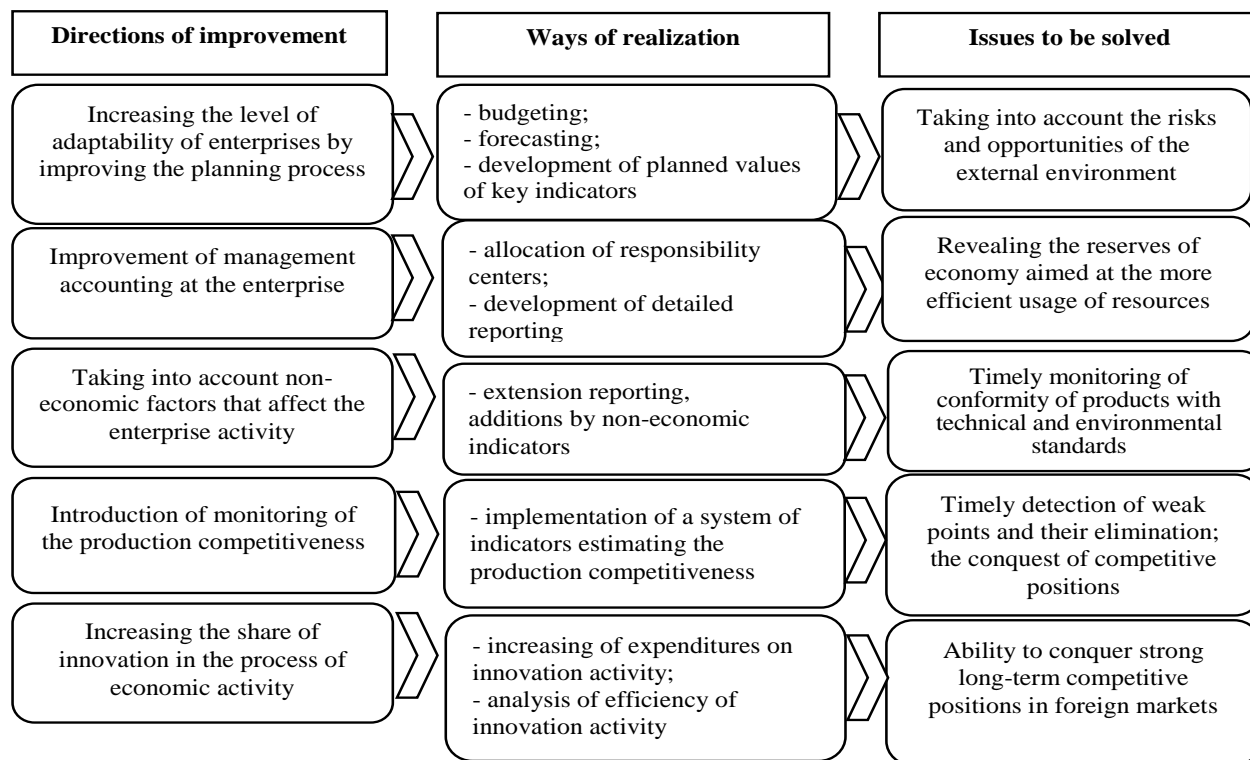 Directions of improvement
Ways of realization
Issues to be solved
Increasing the level of
adaptability of enterprises by
improving the planning process
- budgeting;
- forecasting;
- development of planned values
of key indicators
Taking into account the risks
and opportunities of the
external environment
Improvement of management
accounting at the enterprise
- allocation of responsibility
centers;
- development of detailed
reporting
Revealing the reserves of
economy aimed at the more
efficient usage of resources
Taking into account non-
economic factors that affect the
enterprise activity
- extension reporting,
additions by non-economic
indicators
Timely monitoring of
conformity of products with
technical and environmental
standards
Introduction of monitoring of
the production competitiveness
- implementation of a system of
indicators estimating the
production competitiveness
Timely detection of weak
points and their elimination;
the conquest of competitive
positions
Increasing the share of
innovation in the process of
economic activity
- increasing of expenditures on
innovation activity;
- analysis of efficiency of
innovation activity
Ability to conquer strong
long-term competitive
positions in foreign markets